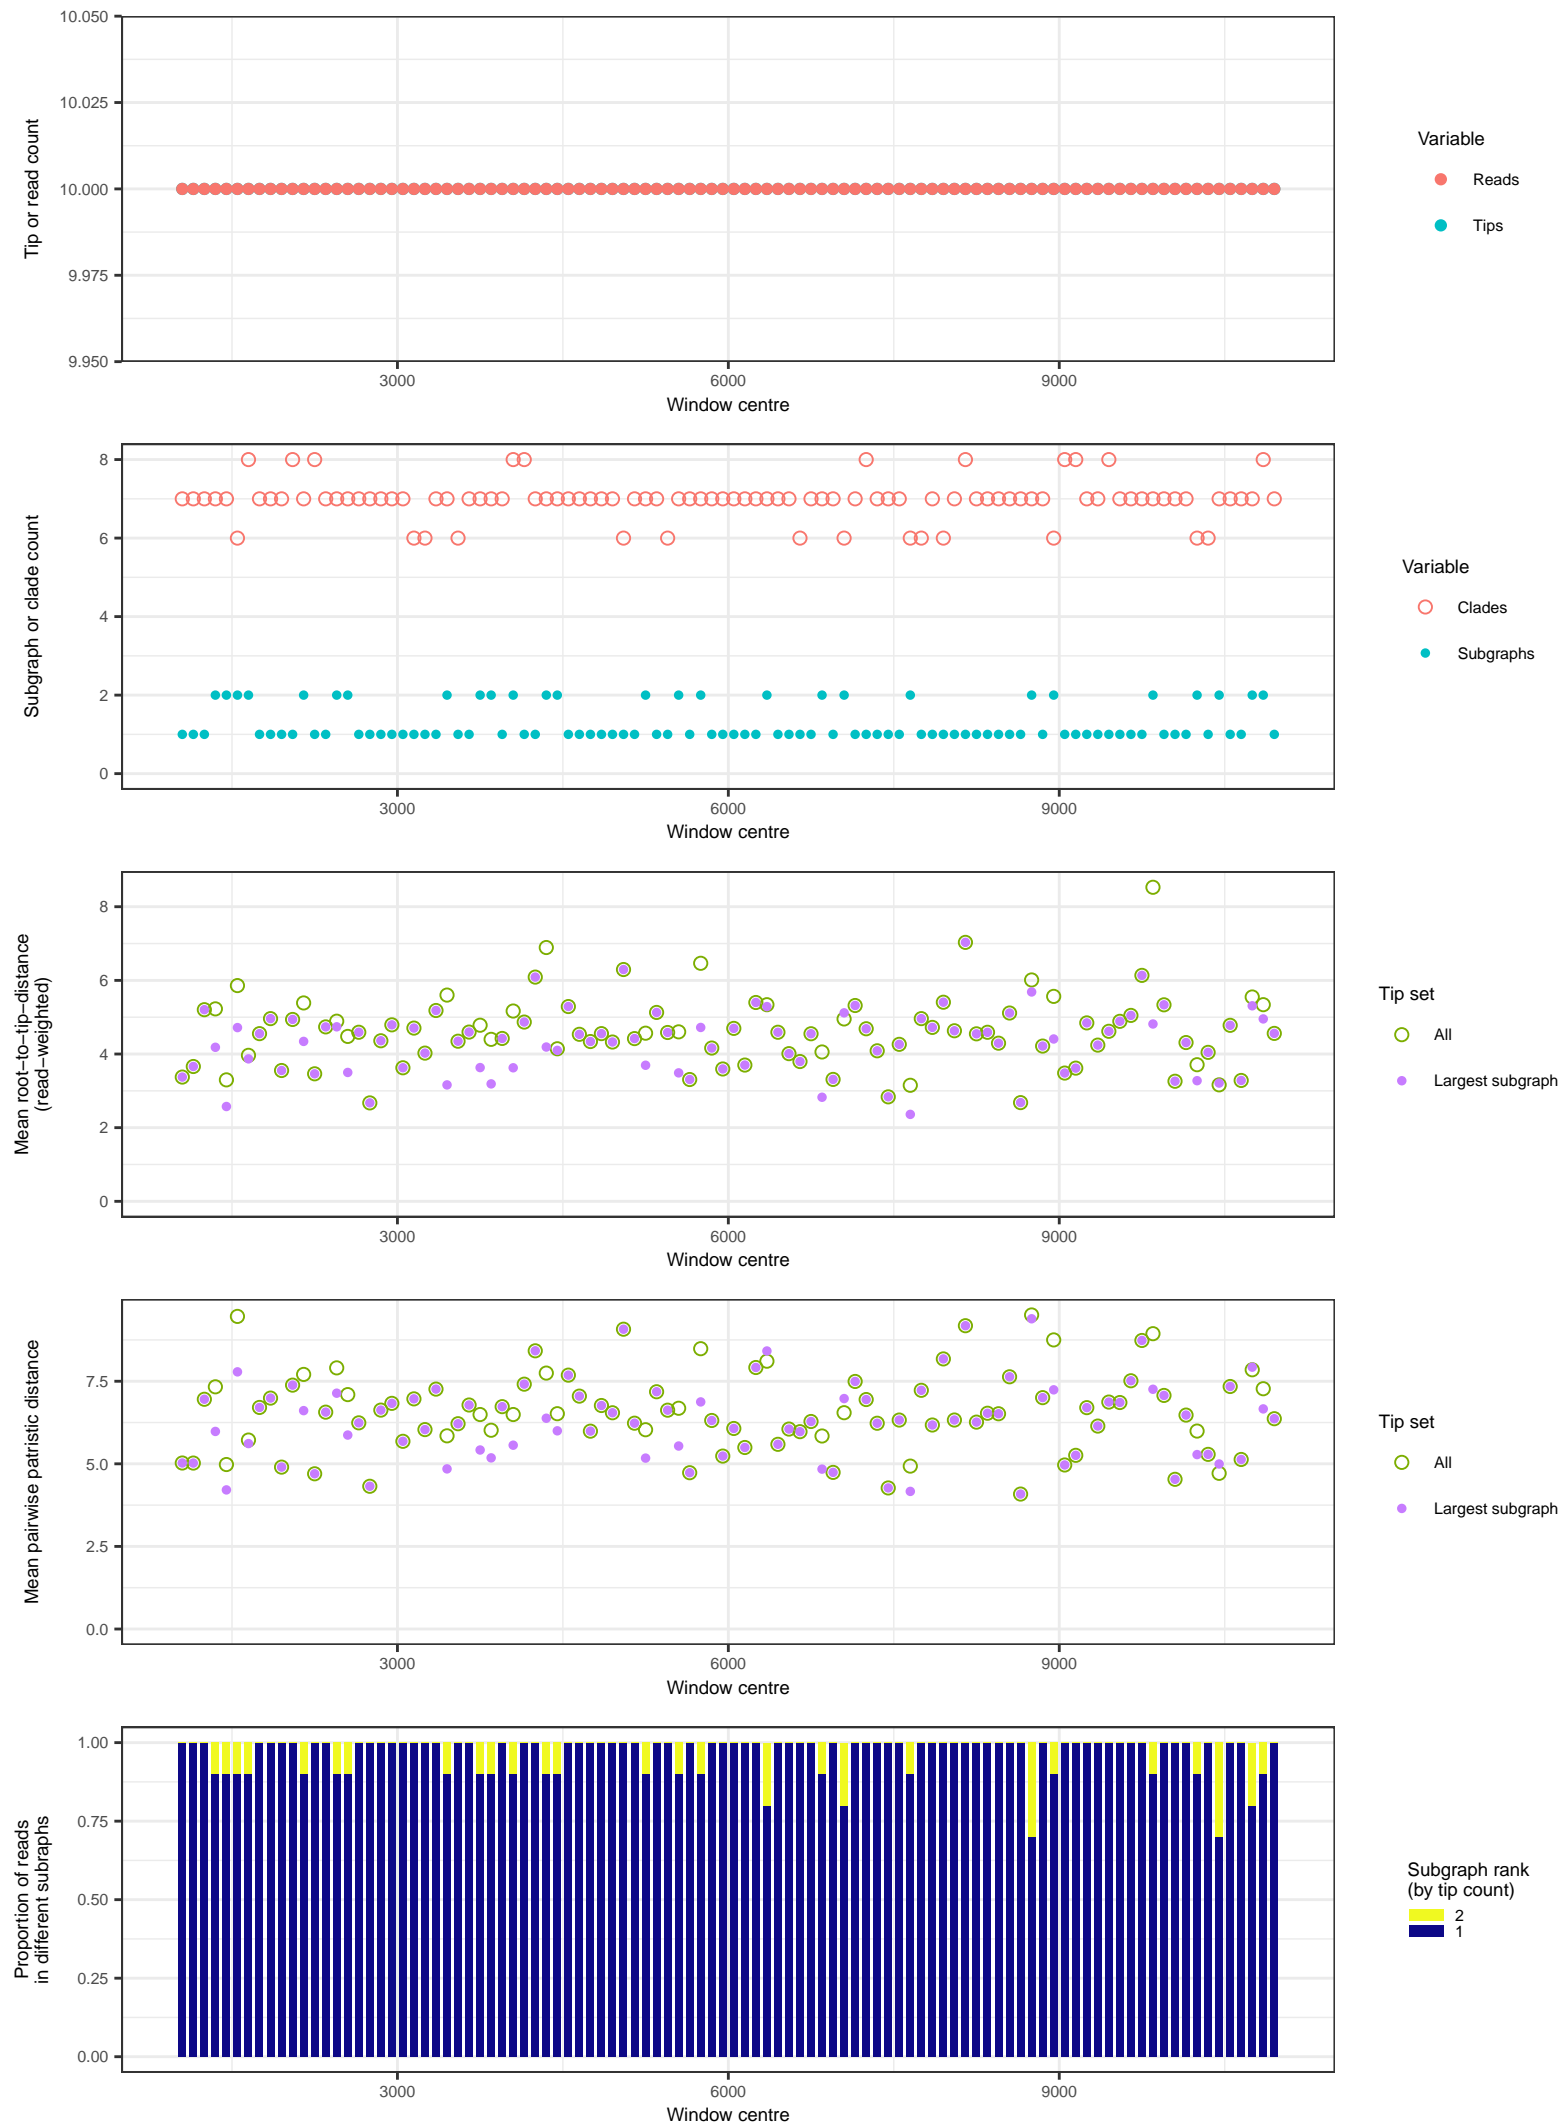 10.050
10.025
10.000
9.975
9.950
Tip or read count
3000
6000
9000
Window centre
Variable
Reads
Tips
8
6
4
2
0
Subgraph or clade count
3000
6000
9000
Window centre
Variable
Clades
Subgraphs
8
6
4
2
0
Mean root−to−tip−distance
(read−weighted)
3000
6000
9000
Window centre
Tip set
All
Largest subgraph
7.5
5.0
2.5
0.0
Mean pairwise patristic distance
3000
6000
9000
Window centre
Tip set
All
Largest subgraph
1.00
0.75
0.50
0.25
0.00
Proportion of reads
in different subraphs
3000
6000
9000
Window centre
Subgraph rank
(by tip count)
2
1